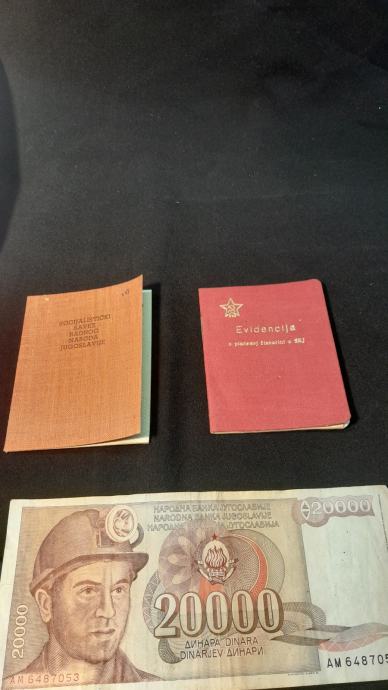 SOCIJALISTIČKI
SAVEZ
RADNOG
NARODA
JUGOSLAVIJE
Evidencija
o plaćenoj članarini u SKJ
НАРОДНА БАНКА ЈУГОСЛАВИЈЕ
NARODNA BANKA JUGOSLAVIJE
НАРОДНА БАНКА ЈУГОСЛАВИЈА
20000
20000
20000
ДИНАРА DINARA
DINARJEV ДИНАРИ
AM 6487053
AM 648705